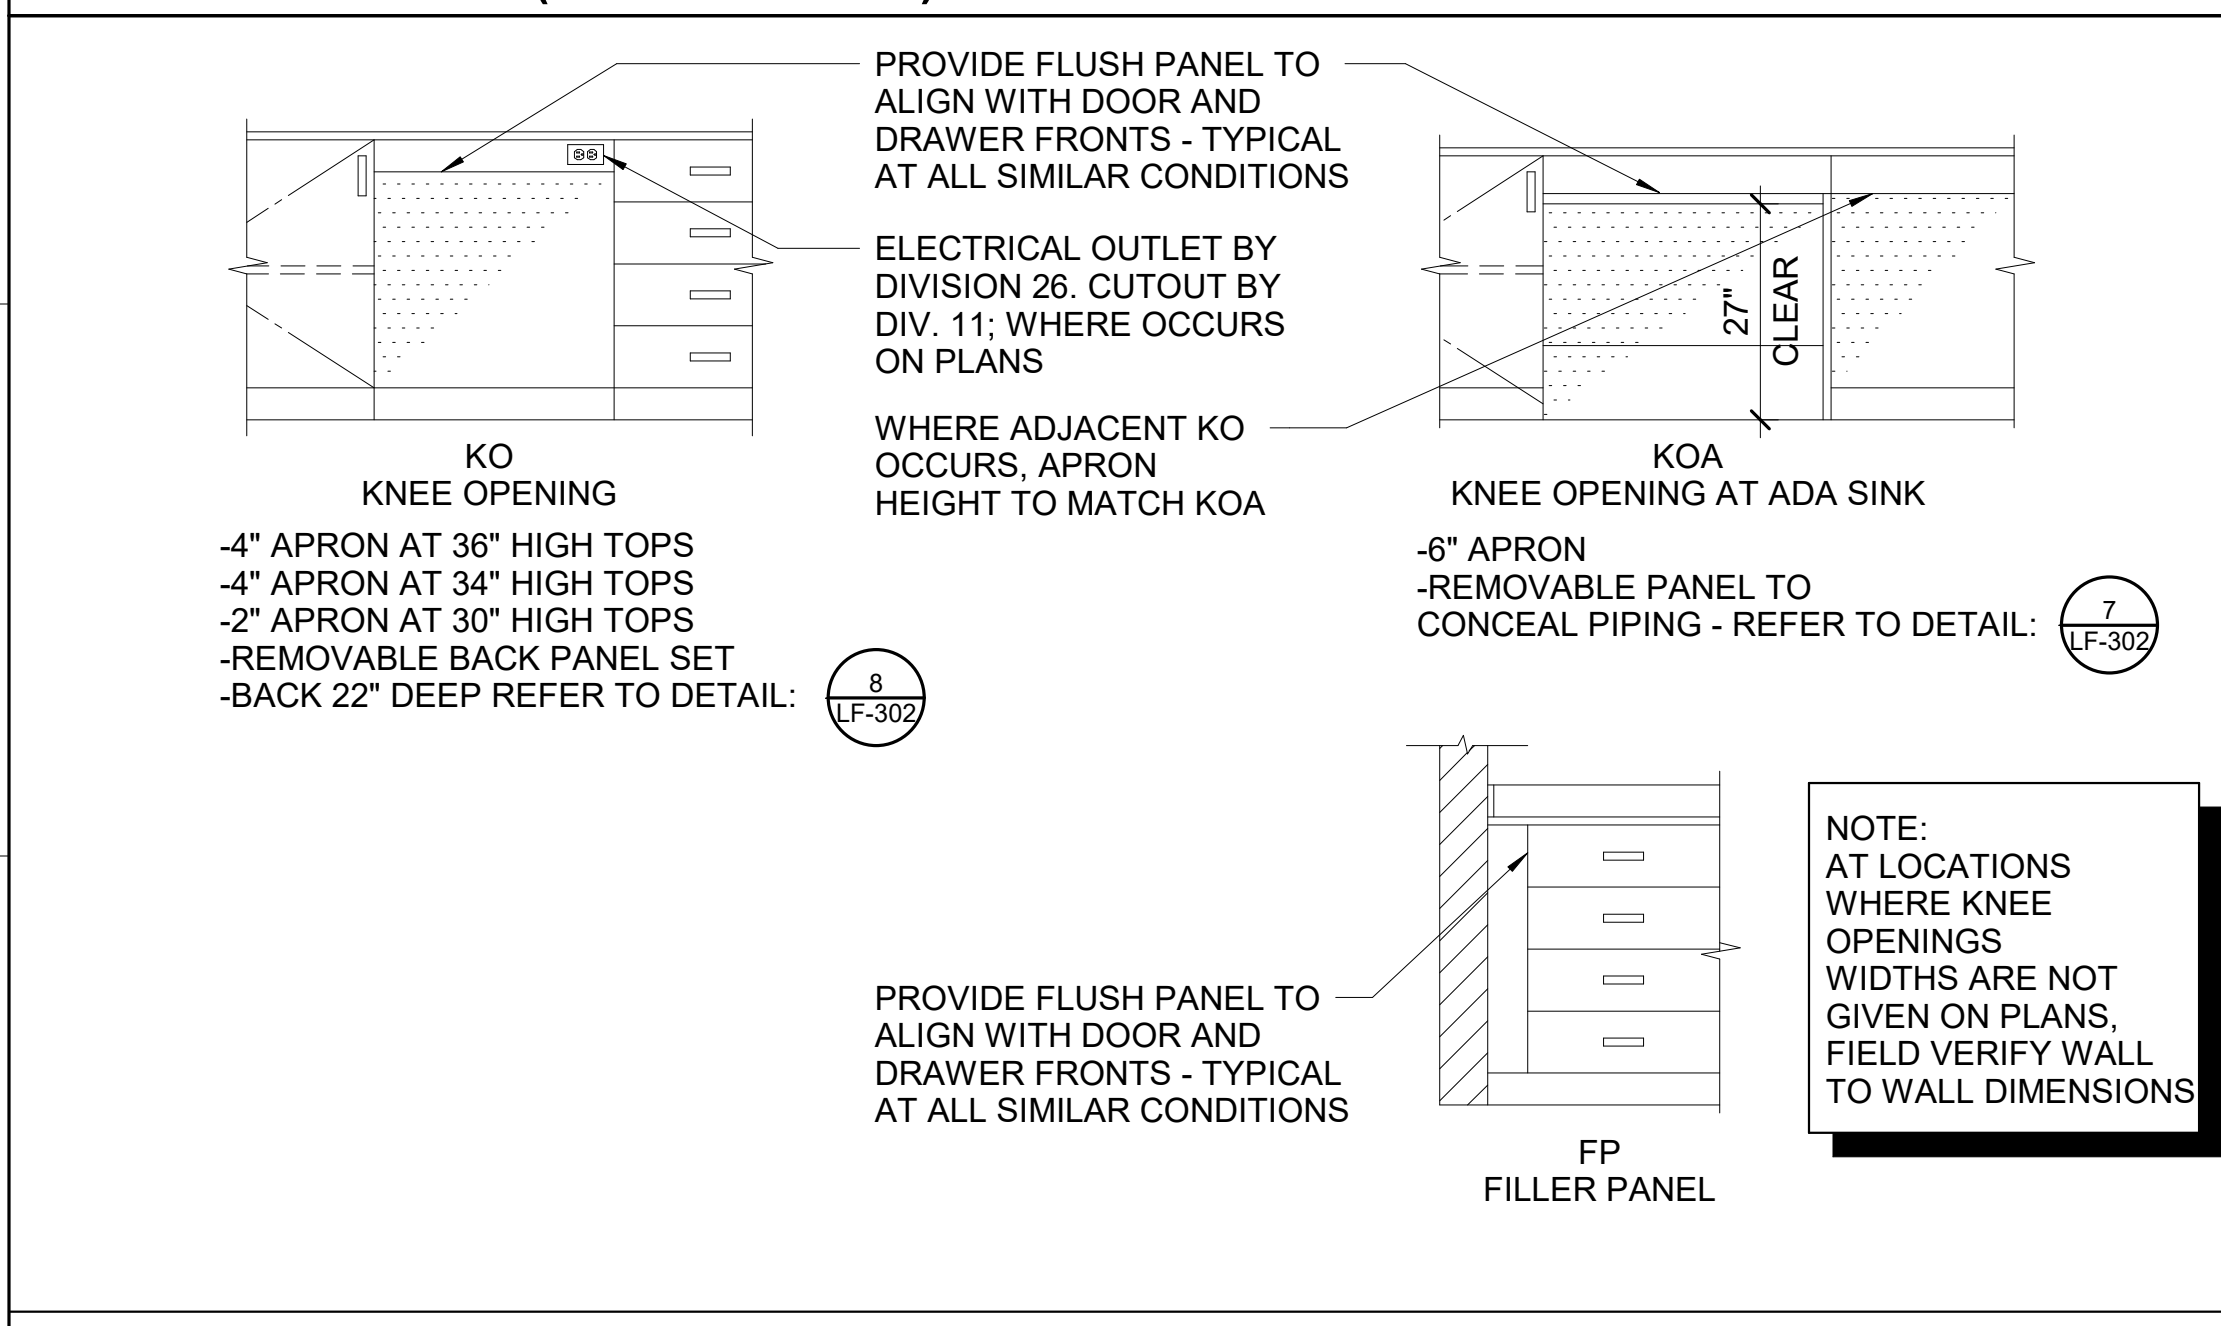 PROVIDE FLUSH PANEL TO
ALIGN WITH DOOR AND
DRAWER FRONTS - TYPICAL
AT ALL SIMILAR CONDITIONS
ELECTRICAL OUTLET BY
DIVISION 26. CUTOUT BY
DIV. 11; WHERE OCCURS
ON PLANS
WHERE ADJACENT KO
OCCURS, APRON
HEIGHT TO MATCH KOA
KO
KNEE OPENING
-4" APRON AT 36" HIGH TOPS
-4" APRON AT 34" HIGH TOPS
-2" APRON AT 30" HIGH TOPS
-REMOVABLE BACK PANEL SET
-BACK 22" DEEP REFER TO DETAIL:
8
LF-302
27"
CLEAR
KOA
KNEE OPENING AT ADA SINK
-6" APRON
-REMOVABLE PANEL TO
CONCEAL PIPING - REFER TO DETAIL:
7
LF-302
PROVIDE FLUSH PANEL TO
ALIGN WITH DOOR AND
DRAWER FRONTS - TYPICAL
AT ALL SIMILAR CONDITIONS
FP
FILLER PANEL
NOTE:
AT LOCATIONS
WHERE KNEE
OPENINGS
WIDTHS ARE NOT
GIVEN ON PLANS,
FIELD VERIFY WALL
TO WALL DIMENSIONS